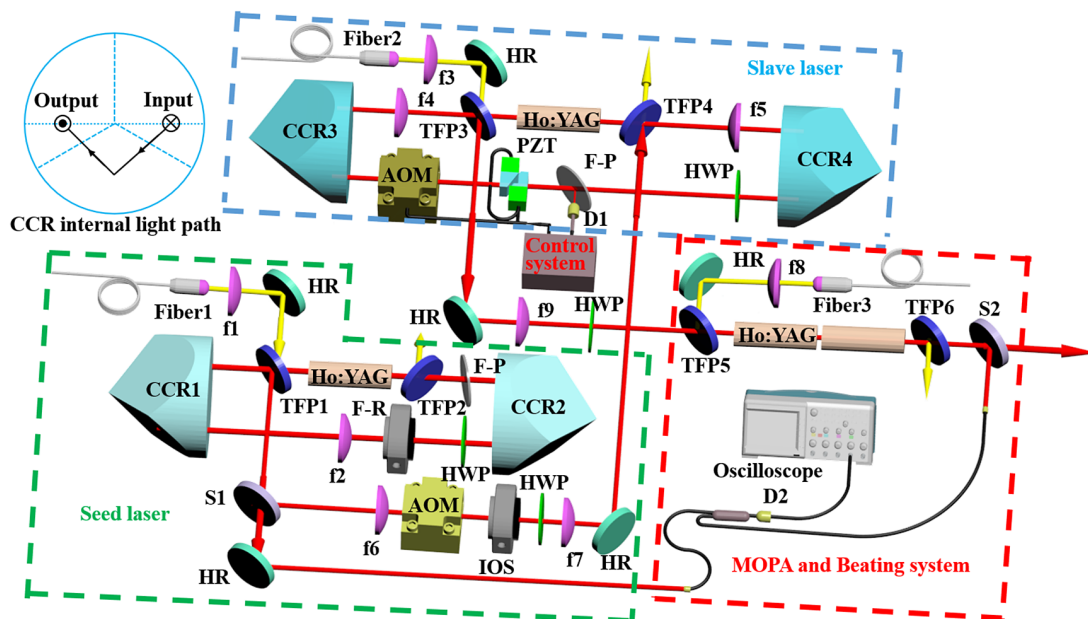 Output
Input
CCR internal light path
Fiber2
f3
HR
Slave laser
CCR3
f4
TFP3
Ho:YAG
TFP4
f5
CCR4
AOM
PZT
F-P
HWP
D1
Control
system
Fiber1
f1
HR
HR
f9
HWP
HR
f8
Fiber3
TFP6
S2
TFP5
Ho:YAG
CCR1
TFP1
Ho:YAG
TFP2
F-P
CCR2
F-R
f2
HWP
Oscilloscope
D2
Seed laser
S1
f6
AOM
IOS
HWP
f7
HR
HR
MOPA and Beating system